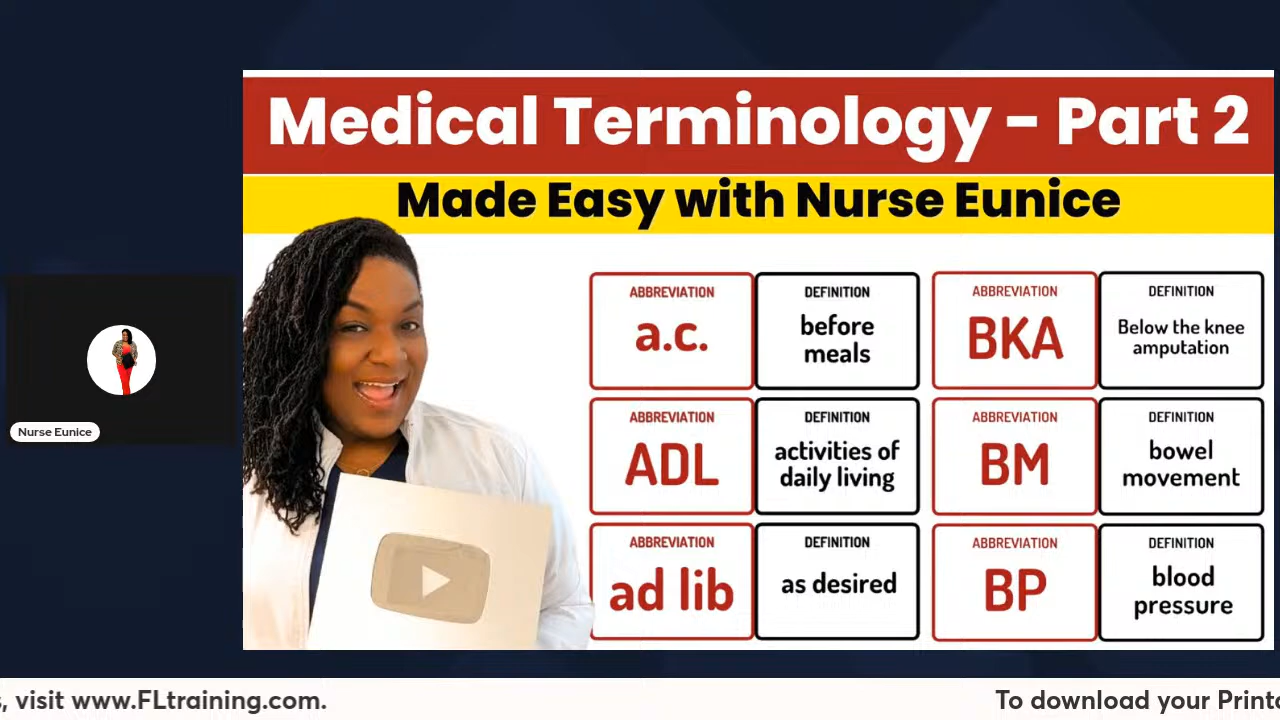 Medical Terminology - Part 2
Made Easy with Nurse Eunice
ABBREVIATION
a.c.
DEFINITION
before
meals
ABBREVIATION
BKA
DEFINITION
Below the knee
amputation
ABBREVIATION
ADL
DEFINITION
activities of
daily living
ABBREVIATION
BM
DEFINITION
bowel
movement
ABBREVIATION
ad lib
DEFINITION
as desired
ABBREVIATION
BP
DEFINITION
blood
pressure
Nurse Eunice
s, visit www.FLtraining.com.
To download your Printa